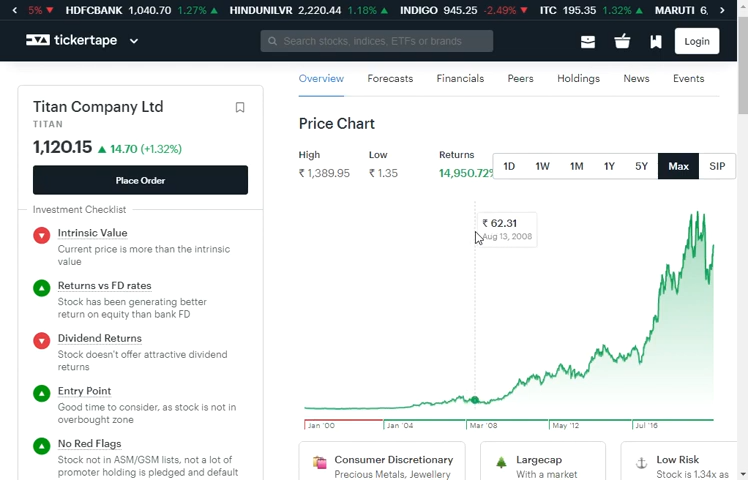 5% ▼ HDFCBANK 1,040.70 1.27% ▲ HINDUNILVR 2,220.44 1.18% ▲ INDIGO 945.25 -2.49% ▼ ITC 195.35 1.32% ▲ MARUTI 6,
tickertape
Search stocks, indices, ETFs or brands
Login
Overview Forecasts Financials Peers Holdings News Events
Titan Company Ltd
TITAN
1,120.15 ▲ 14.70 (+1.32%)
Place Order
Investment Checklist
Intrinsic Value
Current price is more than the intrinsic
value
Returns vs FD rates
Stock has been generating better
return on equity than bank FD
Dividend Returns
Stock doesn't offer attractive dividend
returns
Entry Point
Good time to consider, as stock is not in
overbought zone
No Red Flags
Stock not in ASM/GSM lists, not a lot of
promoter holding is pledged and default
Price Chart
High Low Returns
₹ 1,389.95 ₹ 1.35 14,950.72%
1D 1W 1M 1Y 5Y Max SIP
₹ 62.31
Aug 13, 2008
Jan '00 Jan '04 Mar '08 May '12 Jul '16
Consumer Discretionary
Precious Metals, Jewellery
Largecap
With a market
Low Risk
Stock is 1.34x as